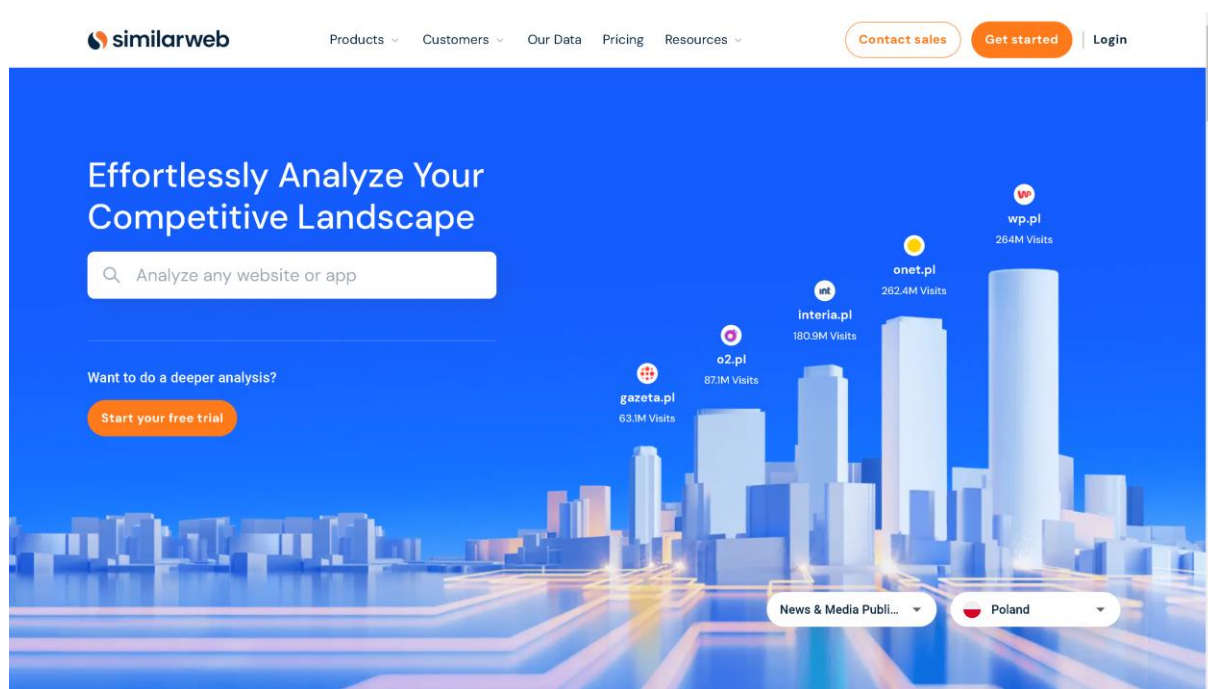 similarweb
Products
Customers
Our Data
Pricing
Resources
Contact sales
Get started
Login
Effortlessly Analyze Your
Competitive Landscape
Analyze any website or app
Want to do a deeper analysis?
Start your free trial
wp
wp.pl
264M Visits
onet.pl
262.4M Visits
int
interia.pl
180.9M Visits
o2.pl
87.1M Visits
gazeta.pl
63.1M Visits
News & Media Publi...
Poland